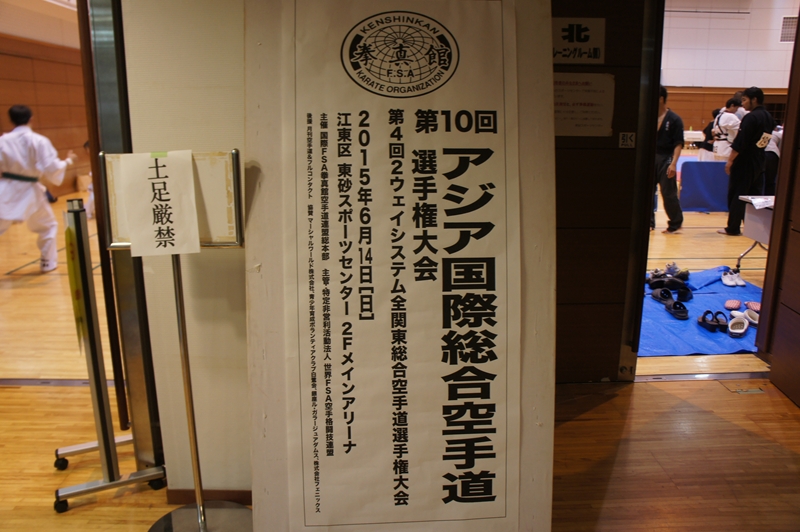 KENSHINKAN
拳真館
F.S.A
KARATE ORGANIZATION
第10回 アジア国際総合空手道
選手権大会
第4回2ウェイシステム全関東総合空手道選手権大会
2015年6月14日[日]
江東区 東砂スポーツセンター 2Fメインアリーナ
主催 国際FSA拳真館空手道連盟総本部 主管・特定非営利活動法人 世界FSA空手格闘技連盟
土足厳禁
北